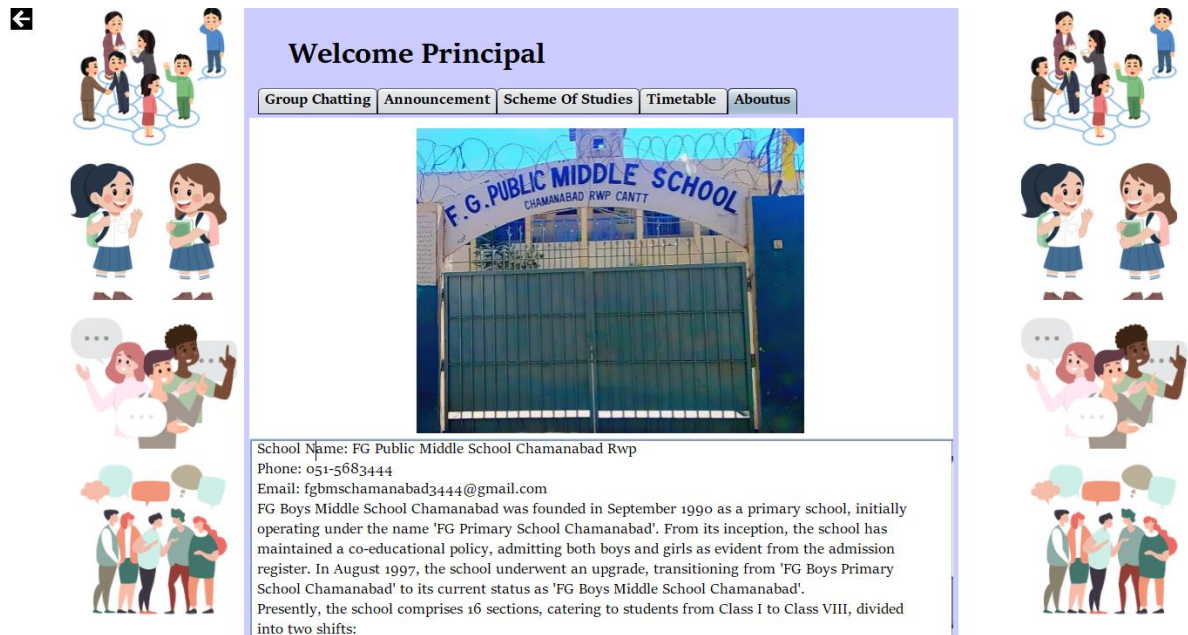 Welcome Principal
Group Chatting Announcement Scheme Of Studies Timetable Aboutus
F.G. PUBLIC MIDDLE SCHOOL
CHAMANABAD RWP CANTT
School Name: FG Public Middle School Chamanabad Rwp
Phone: 051-5683444
Email: fgbmschamanabad3444@gmail.com
FG Boys Middle School Chamanabad was founded in September 1990 as a primary school, initially
operating under the name 'FG Primary School Chamanabad'. From its inception, the school has
maintained a co-educational policy, admitting both boys and girls as evident from the admission
register. In August 1997, the school underwent an upgrade, transitioning from 'FG Boys Primary
School Chamanabad' to its current status as 'FG Boys Middle School Chamanabad'.
Presently, the school comprises 16 sections, catering to students from Class I to Class VIII, divided
into two shifts: